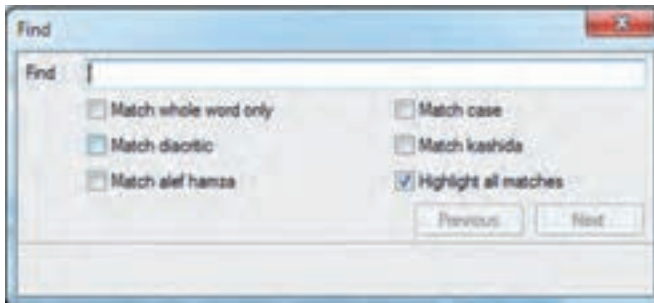 Find
Find
Match whole word only
Match case
Match diacritic
Match kashida
Match alef hamza
Highlight all matches
Previous
Next